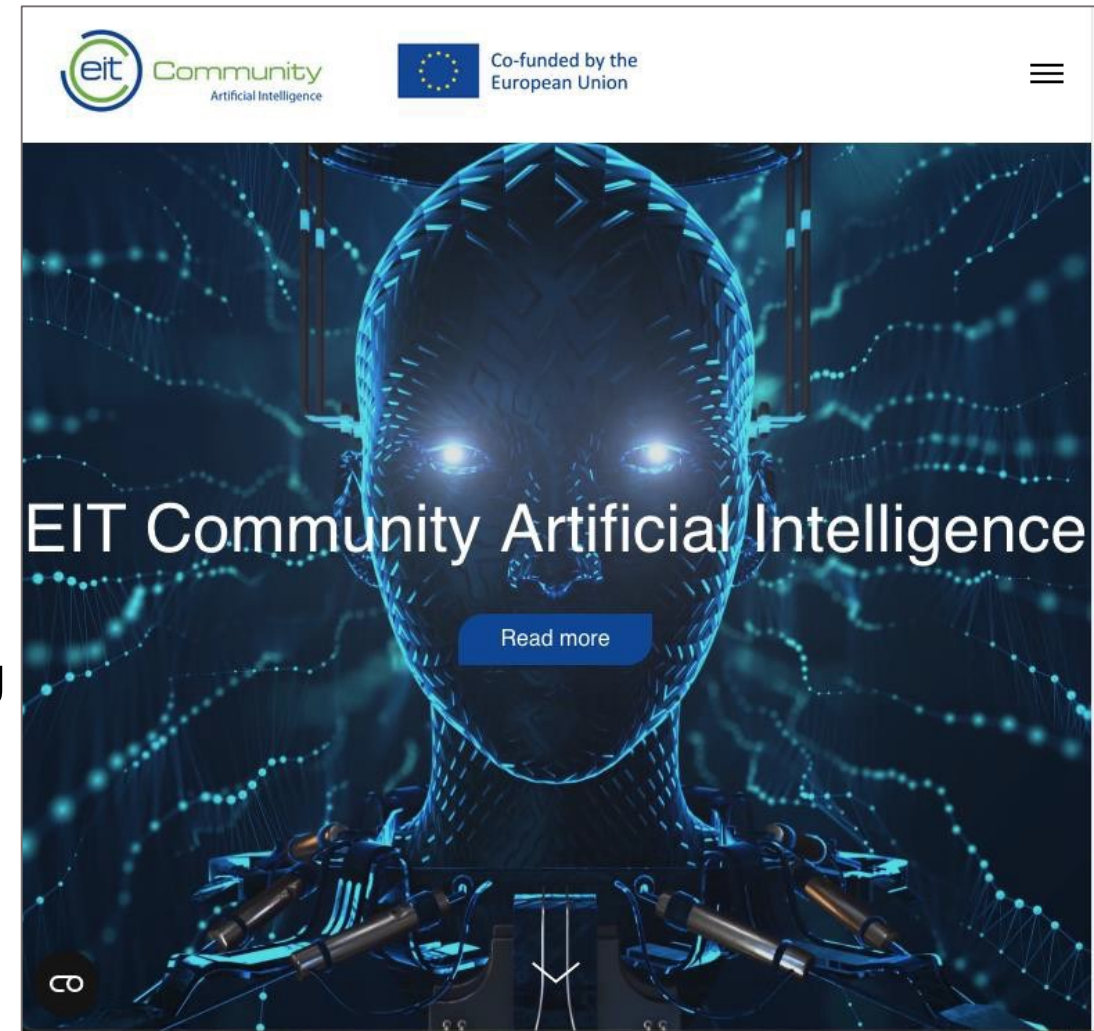 eit Community
Artificial Intelligence
Co-funded by the
European Union
EIT Community Artificial Intelligence
Read more
g